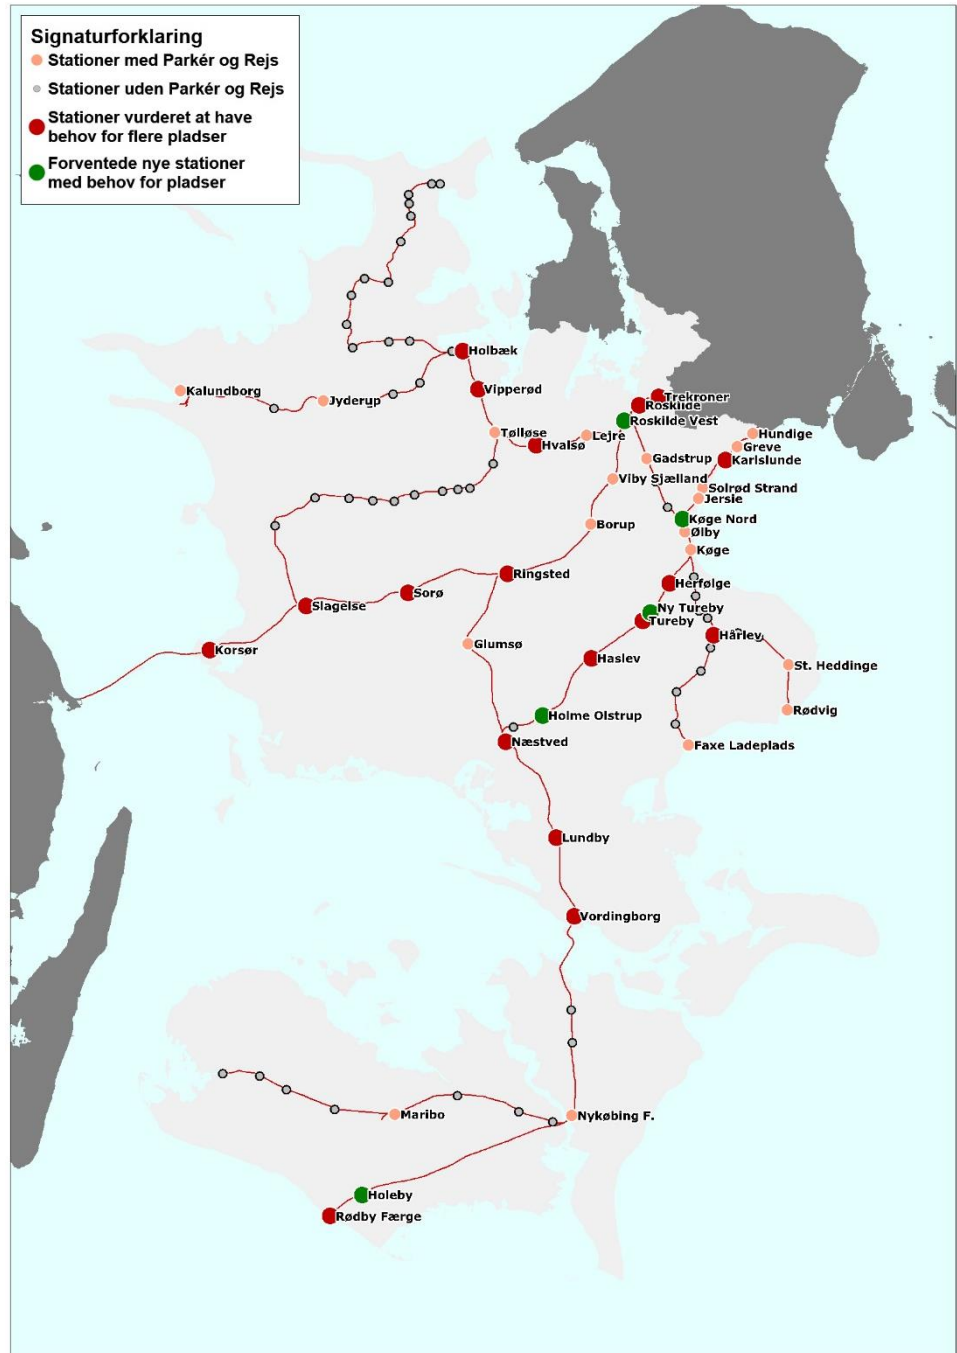 Signaturforklaring
Stationer med Parkér og Rejs
Stationer uden Parkér og Rejs
Stationer vurderet at have
behov for flere pladser
Forventede nye stationer
med behov for pladser
Holbæk
Kalundborg
Vipperød
Jyderup
Trekroner
Roskilde
Roskilde Vest
Tølløse
Hvalsø
Lejre
Hundige
Greve
Gadstrup
Karlslunde
Viby Sjælland
Solrød Strand
Jersie
Borup
Køge Nord
Ølby
Køge
Ringsted
Herfølge
Sorø
Slagelse
Ny Tureby
Tureby
Hårlev
Glumsø
Korsør
Haslev
St. Heddinge
Rødvig
Holme Olstrup
Næstved
Faxe Ladeplads
Lundby
Vordingborg
Maribo
Nykøbing F.
Holeby
Rødby Færge